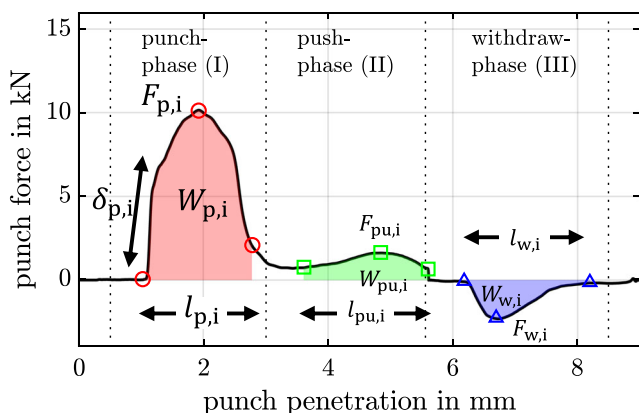 punch-
phase (I)
push-
phase (II)
withdraw-
phase (III)
15
10
5
0
punch force in kN
F_p,i
δ_p,i
W_p,i
l_p,i
F_pu,i
W_pu,i
l_pu,i
l_w,i
W_w,i
F_w,i
0 2 4 6 8
punch penetration in mm